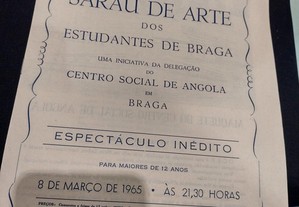 SARAU DE ARTE
DOS
ESTUDANTES DE BRAGA
UMA INICIATIVA DA DELEGAÇÃO
DO
CENTRO SOCIAL DE ANGOLA
EM
BRAGA
ESPECTÁCULO INÉDITO
PARA MAIORES DE 12 ANOS
8 DE MARÇO DE 1965 • ÀS 21,30 HORAS
PREÇOS: